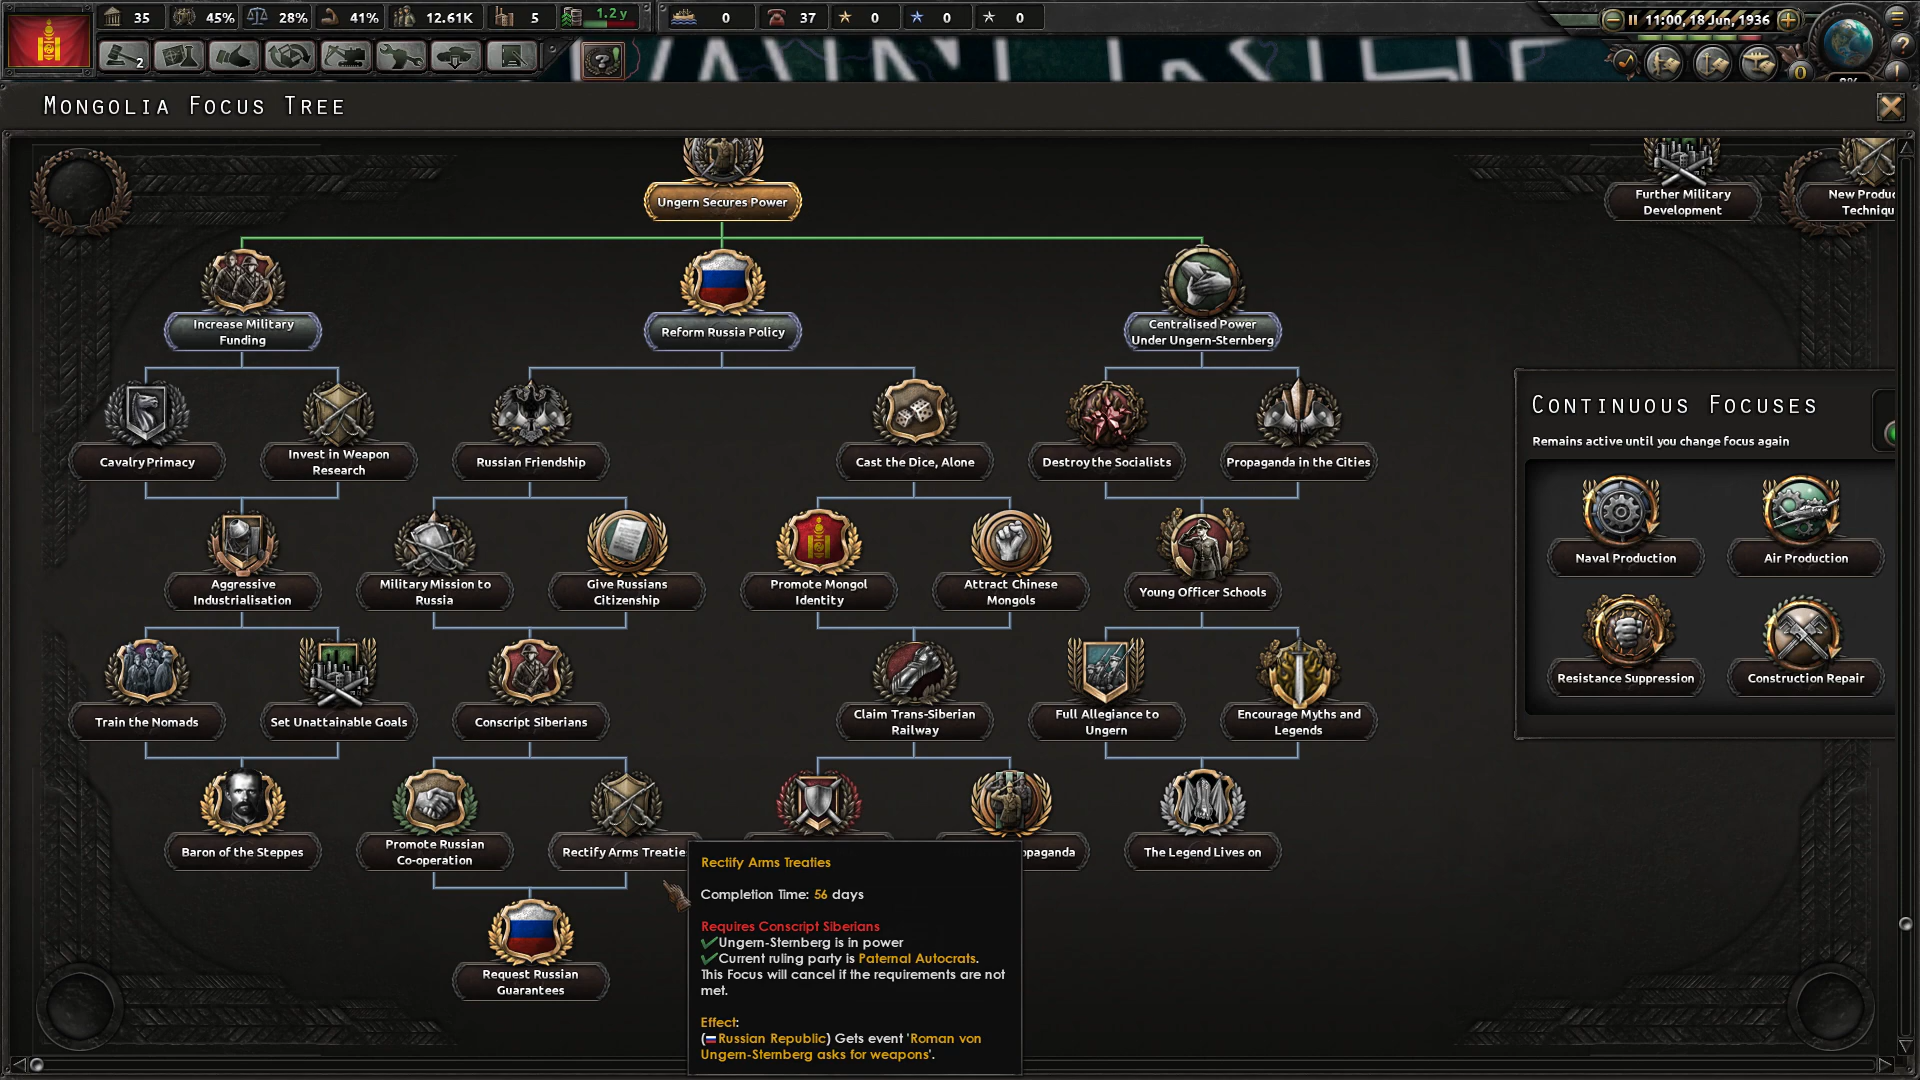 35
45%
28%
41%
12.61K
5
1.2 y
0
37
0
0
0
11:00, 18 Jun, 1936
2
0
Mongolia Focus Tree
Ungern Secures Power
Further Military
Development
New Produc
Techniqu
Increase Military
Funding
Reform Russia Policy
Centralised Power
Under Ungern-Sternberg
Cavalry Primacy
Invest in Weapon
Research
Russian Friendship
Cast the Dice, Alone
Destroy the Socialists
Propaganda in the Cities
Continuous Focuses
Remains active until you change focus again
Naval Production
Air Production
Resistance Suppression
Construction Repair
Aggressive
Industrialisation
Military Mission to
Russia
Give Russians
Citizenship
Promote Mongol
Identity
Attract Chinese
Mongols
Young Officer Schools
Train the Nomads
Set Unattainable Goals
Conscript Siberians
Claim Trans-Siberian
Railway
Full Allegiance to
Ungern
Encourage Myths and
Legends
Baron of the Steppes
Promote Russian
Co-operation
Rectify Arms Treatie
opaganda
The Legend Lives on
Request Russian
Guarantees
Rectify Arms Treaties
Completion Time: 56 days
Requires Conscript Siberians
Ungern-Sternberg is in power
Current ruling party is Paternal Autocrats.
This Focus will cancel if the requirements are not
met.
Effect:
(Russian Republic) Gets event 'Roman von
Ungern-Sternberg asks for weapons'.